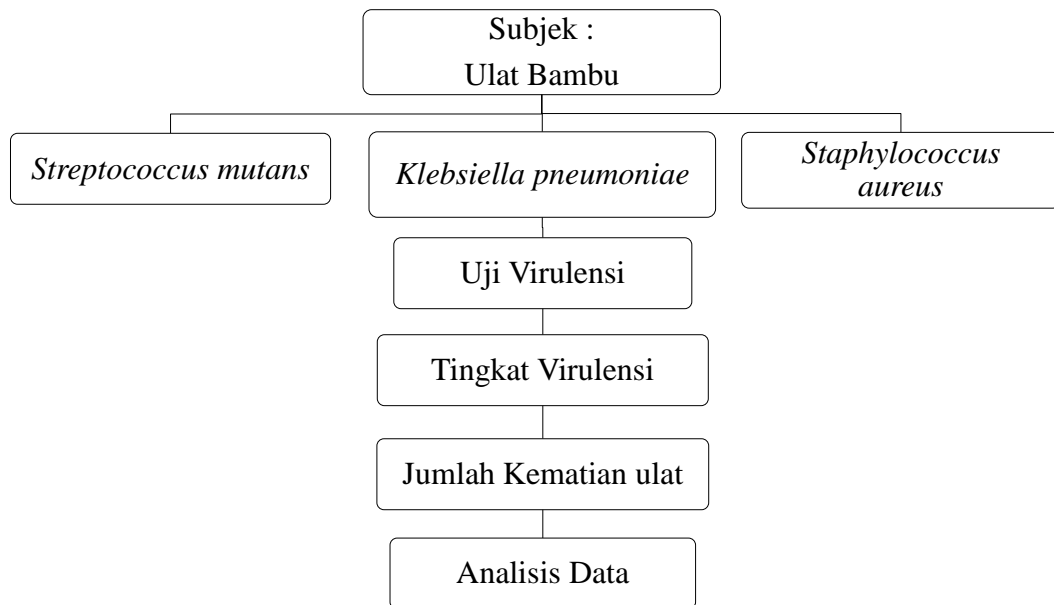 Subjek :
Ulat Bambu
Streptococcus mutans
Klebsiella pneumoniae
Staphylococcus
aureus
Uji Virulensi
Tingkat Virulensi
Jumlah Kematian ulat
Analisis Data